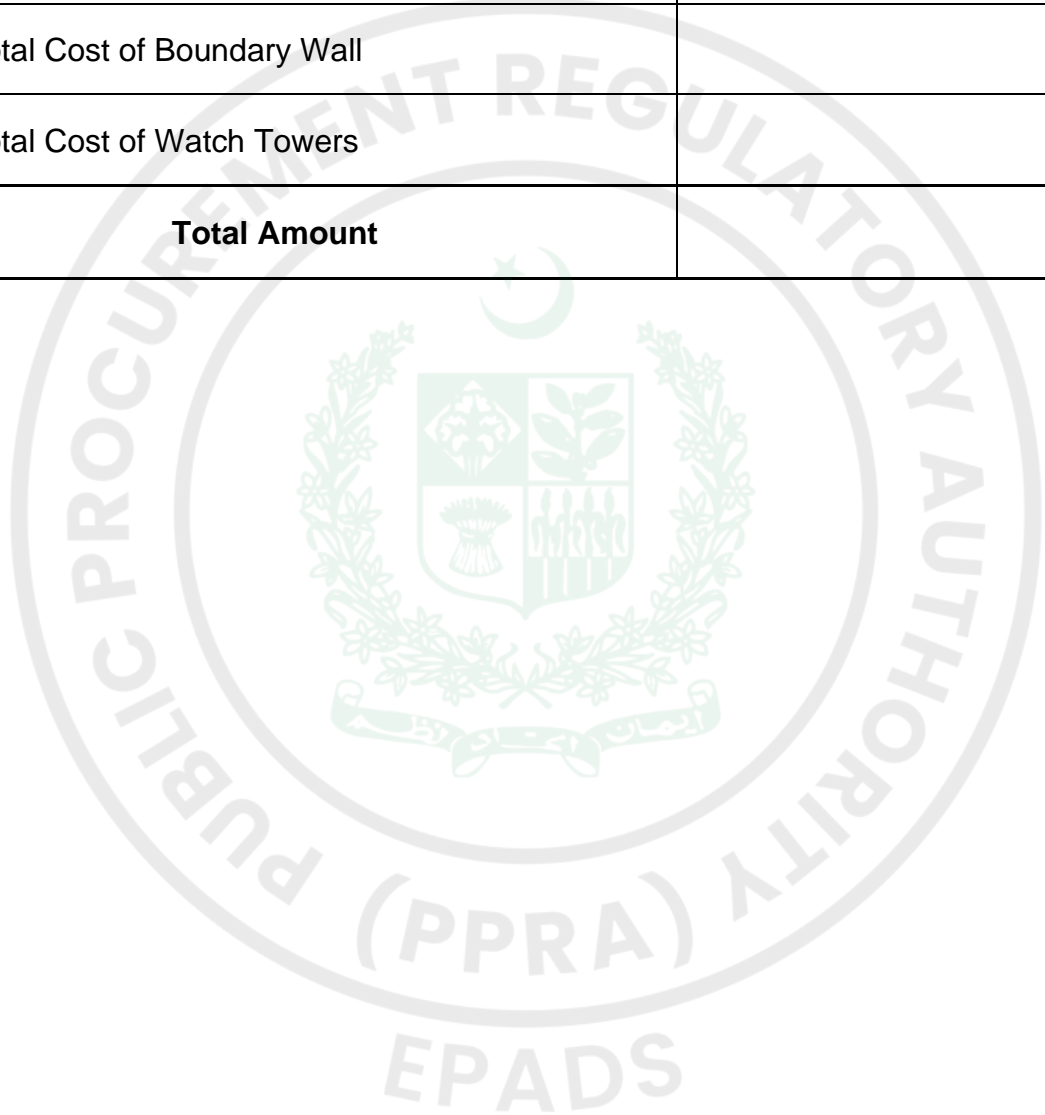 tal Cost of Boundary Wall
tal Cost of Watch Towers
Total Amount
PUBLIC PROCUREMENT REGULATORY AUTHORITY
(PPRA)
EPADS